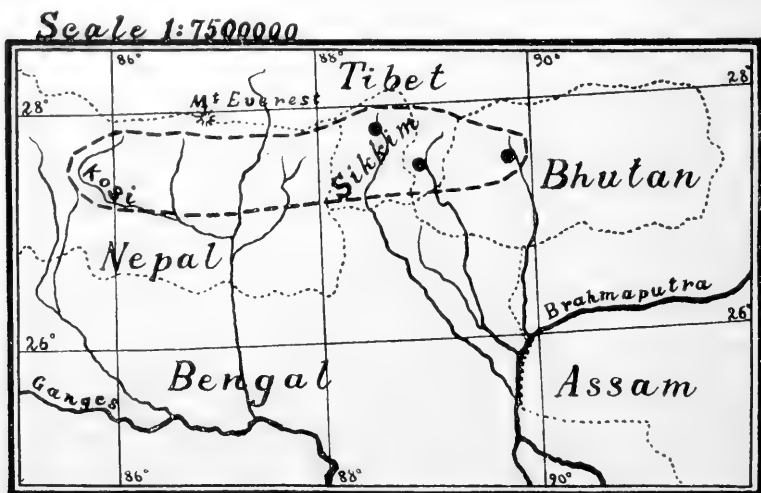 Scale 1:7500000
86°
88
90°
Tibet
28
Mt Everest
28°
Kosi
Sikkim
Bhutan
Nepal
Brahmaputra
26°
26°
Bengal
Assam
Ganges
86°
88°
90°